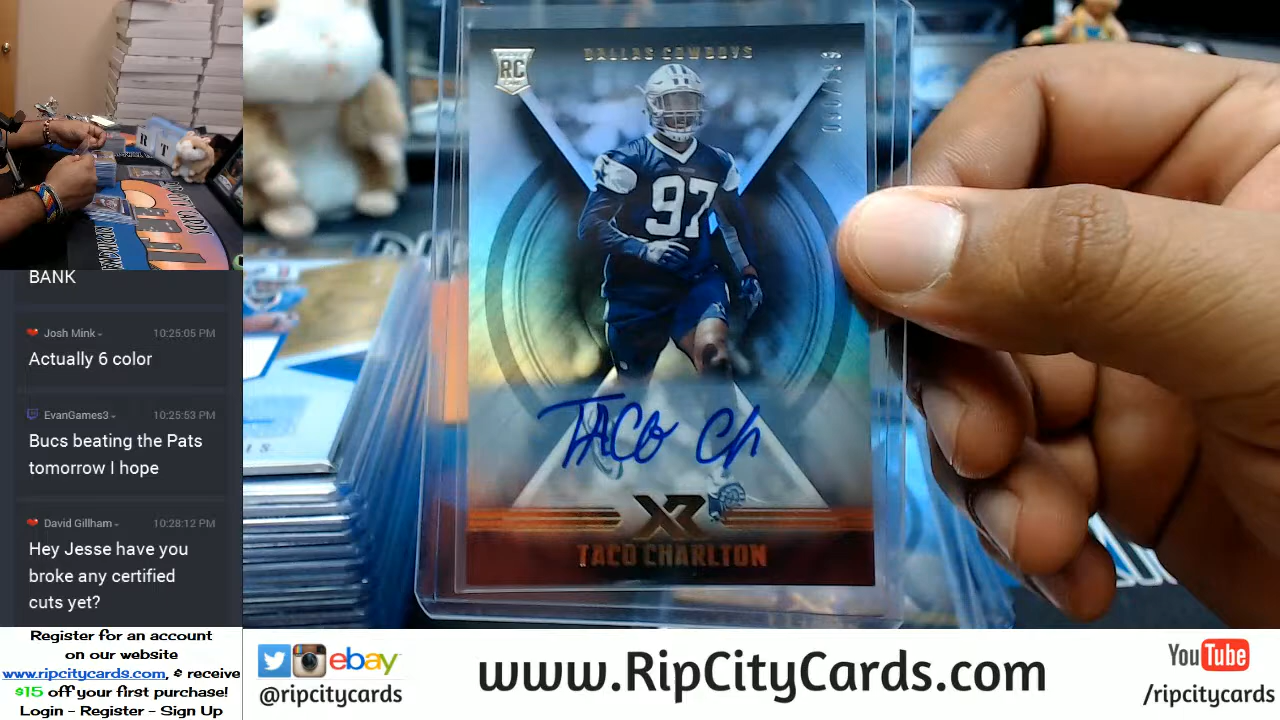 BANK
Josh Mink
10:25:05 PM
Actually 6 color
EvanGames3
10:25:53 PM
Bucs beating the Pats
tomorrow I hope
David Gillham
10:28:12 PM
Hey Jesse have you
broke any certified
cuts yet?
Register for an account
on our website
www.ripcitycards.com, & receive
$15 off your first purchase!
Login - Register - Sign Up
RC
DALLAS COWBOYS
97
TACO Ch
XR
TACO CHARLTON
ebay
@ripcitycards
www.RipCityCards.com
YouTube
/ripcitycards